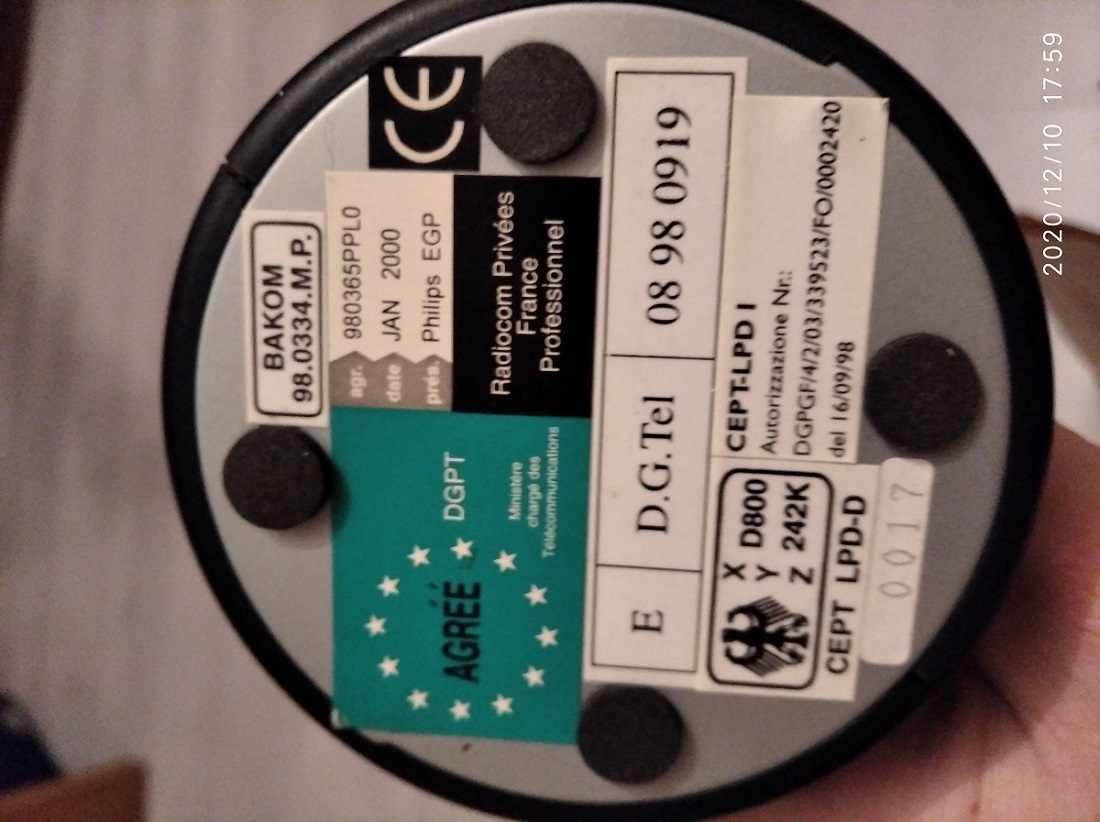 CE
BAKOM
98.0334.M.P.
agr. 980365PPL0
date JAN 2000
prés. Philips EGP
Radiocom Privées
France
Professionnel
AGRÉÉ
DGPT
Ministère
chargé des
Télécommunications
E D.G.Tel 08 98 0919
X D800
Y
Z 242K
CEPT LPD-D
CEPT-LPD I
Autorizzazione Nr.:
DGPGF/4/2/03/339523/FO/0002420
del 16/09/98
0017
2020/12/10 17:59